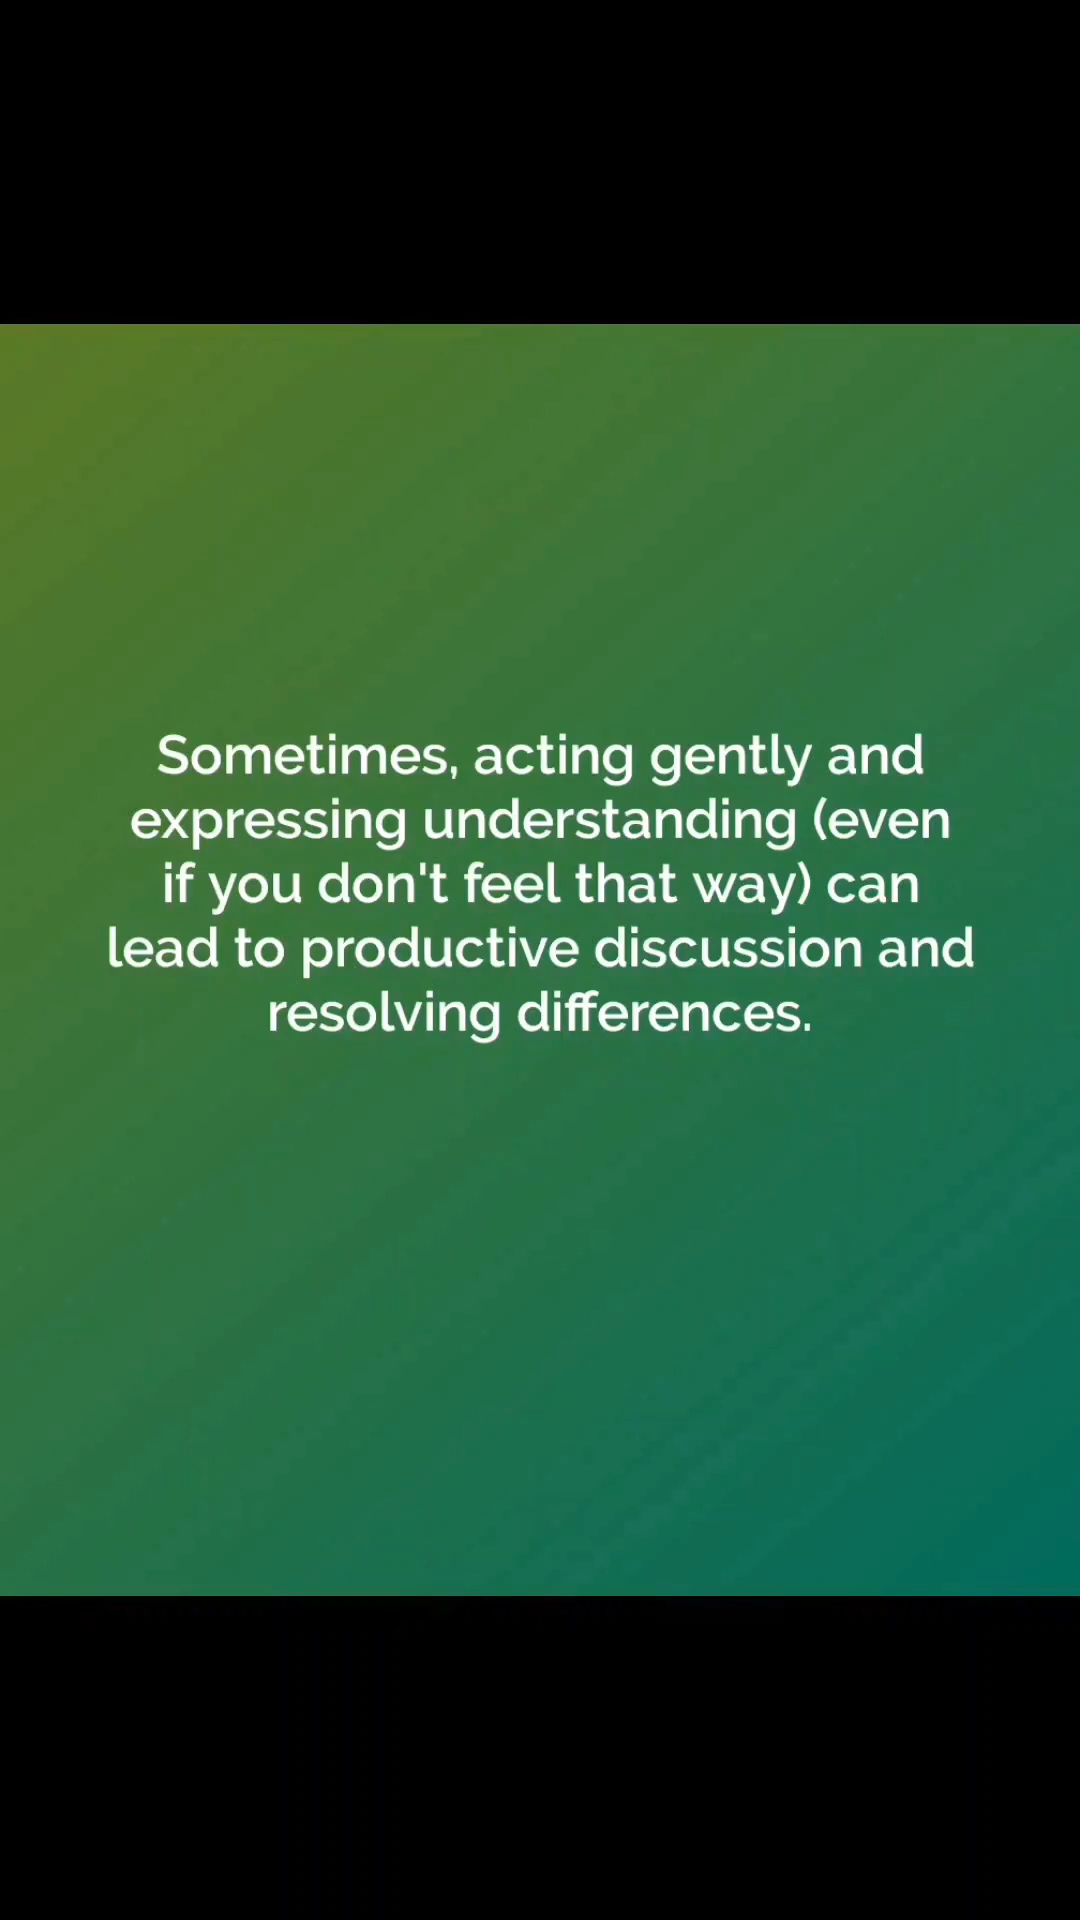 Sometimes, acting gently and
expressing understanding (even
if you don't feel that way) can
lead to productive discussion and
resolving differences.